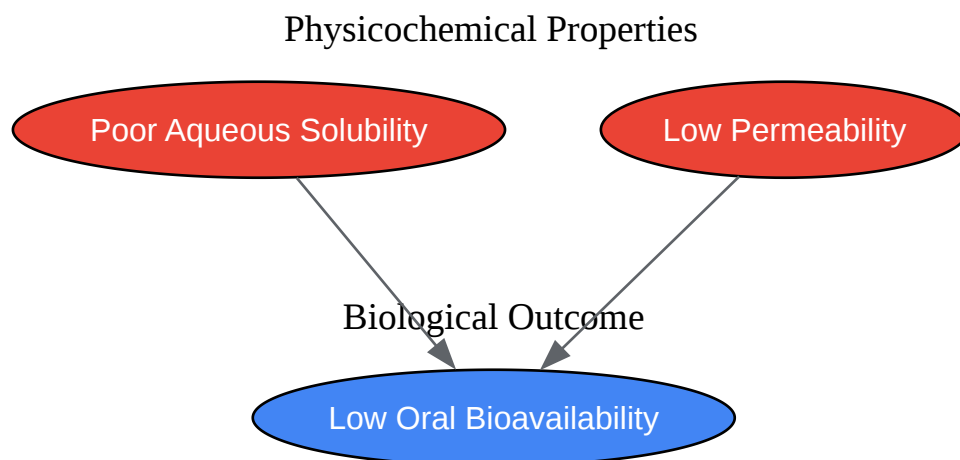 Physicochemical Properties
Poor Aqueous Solubility
Low Permeability
Biological Outcome
Low Oral Bioavailability